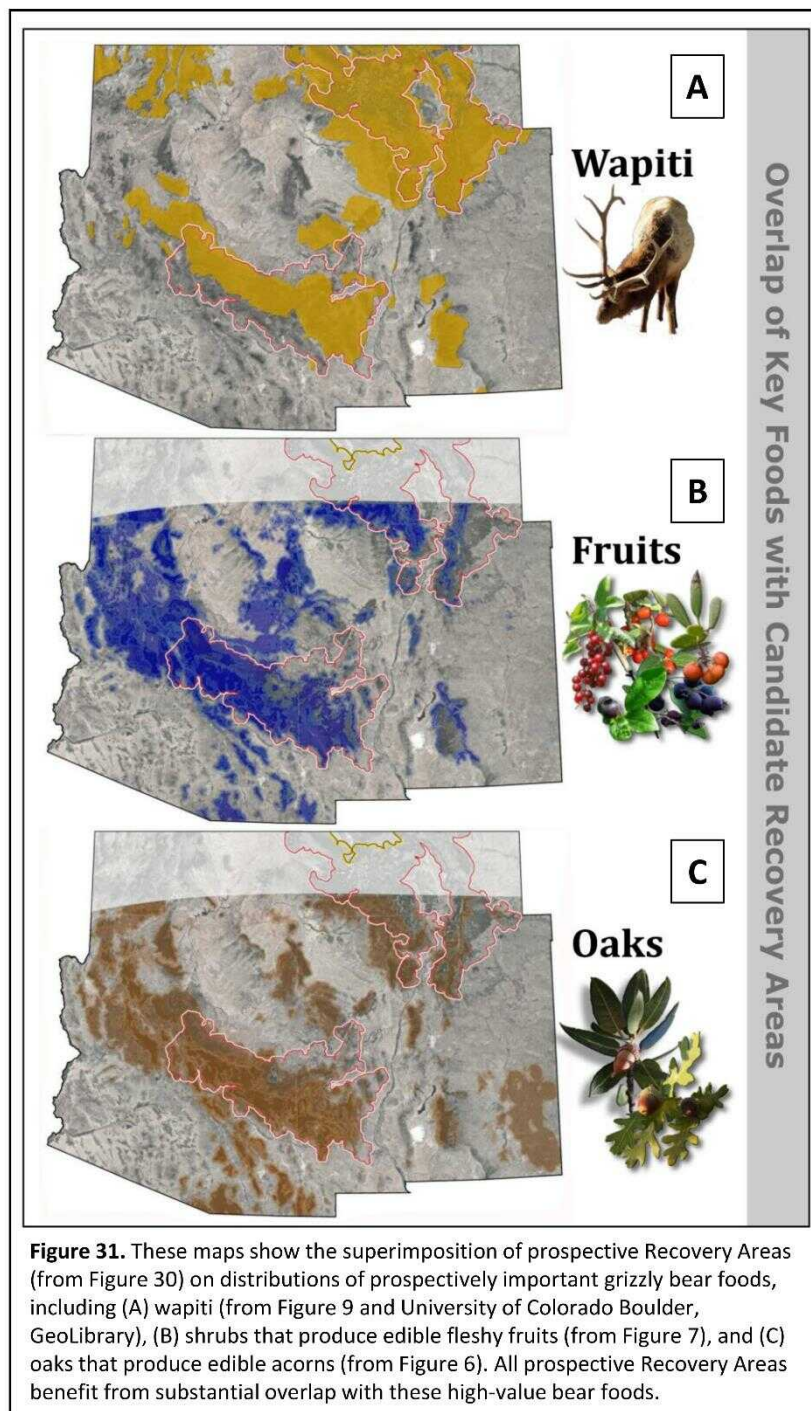 A
Wapiti
B
Fruits
C
Oaks
Overlap of Key Foods with Candidate Recovery Areas
Figure 31. These maps show the superimposition of prospective Recovery Areas
(from Figure 30) on distributions of prospectively important grizzly bear foods,
including (A) wapiti (from Figure 9 and University of Colorado Boulder,
GeoLibrary), (B) shrubs that produce edible fleshy fruits (from Figure 7), and (C)
oaks that produce edible acorns (from Figure 6). All prospective Recovery Areas
benefit from substantial overlap with these high-value bear foods.